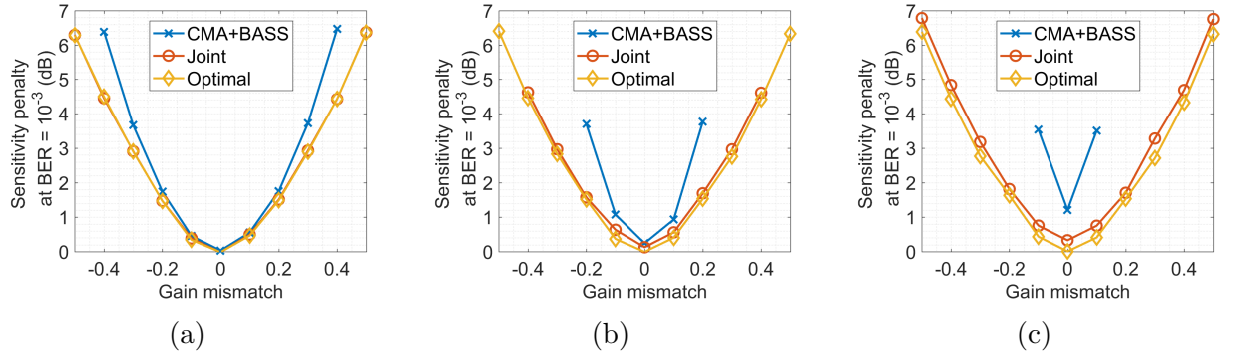 Sensitivity penalty
at BER = 10⁻³ (dB)
7
6
5
4
3
2
1
0
CMA+BASS
Joint
Optimal
-0.4 -0.2 0 0.2 0.4
Gain mismatch
(a)
Sensitivity penalty
at BER = 10⁻³ (dB)
7
6
5
4
3
2
1
0
CMA+BASS
Joint
Optimal
-0.4 -0.2 0 0.2 0.4
Gain mismatch
(b)
Sensitivity penalty
at BER = 10⁻³ (dB)
7
6
5
4
3
2
1
0
CMA+BASS
Joint
Optimal
-0.4 -0.2 0 0.2 0.4
Gain mismatch
(c)